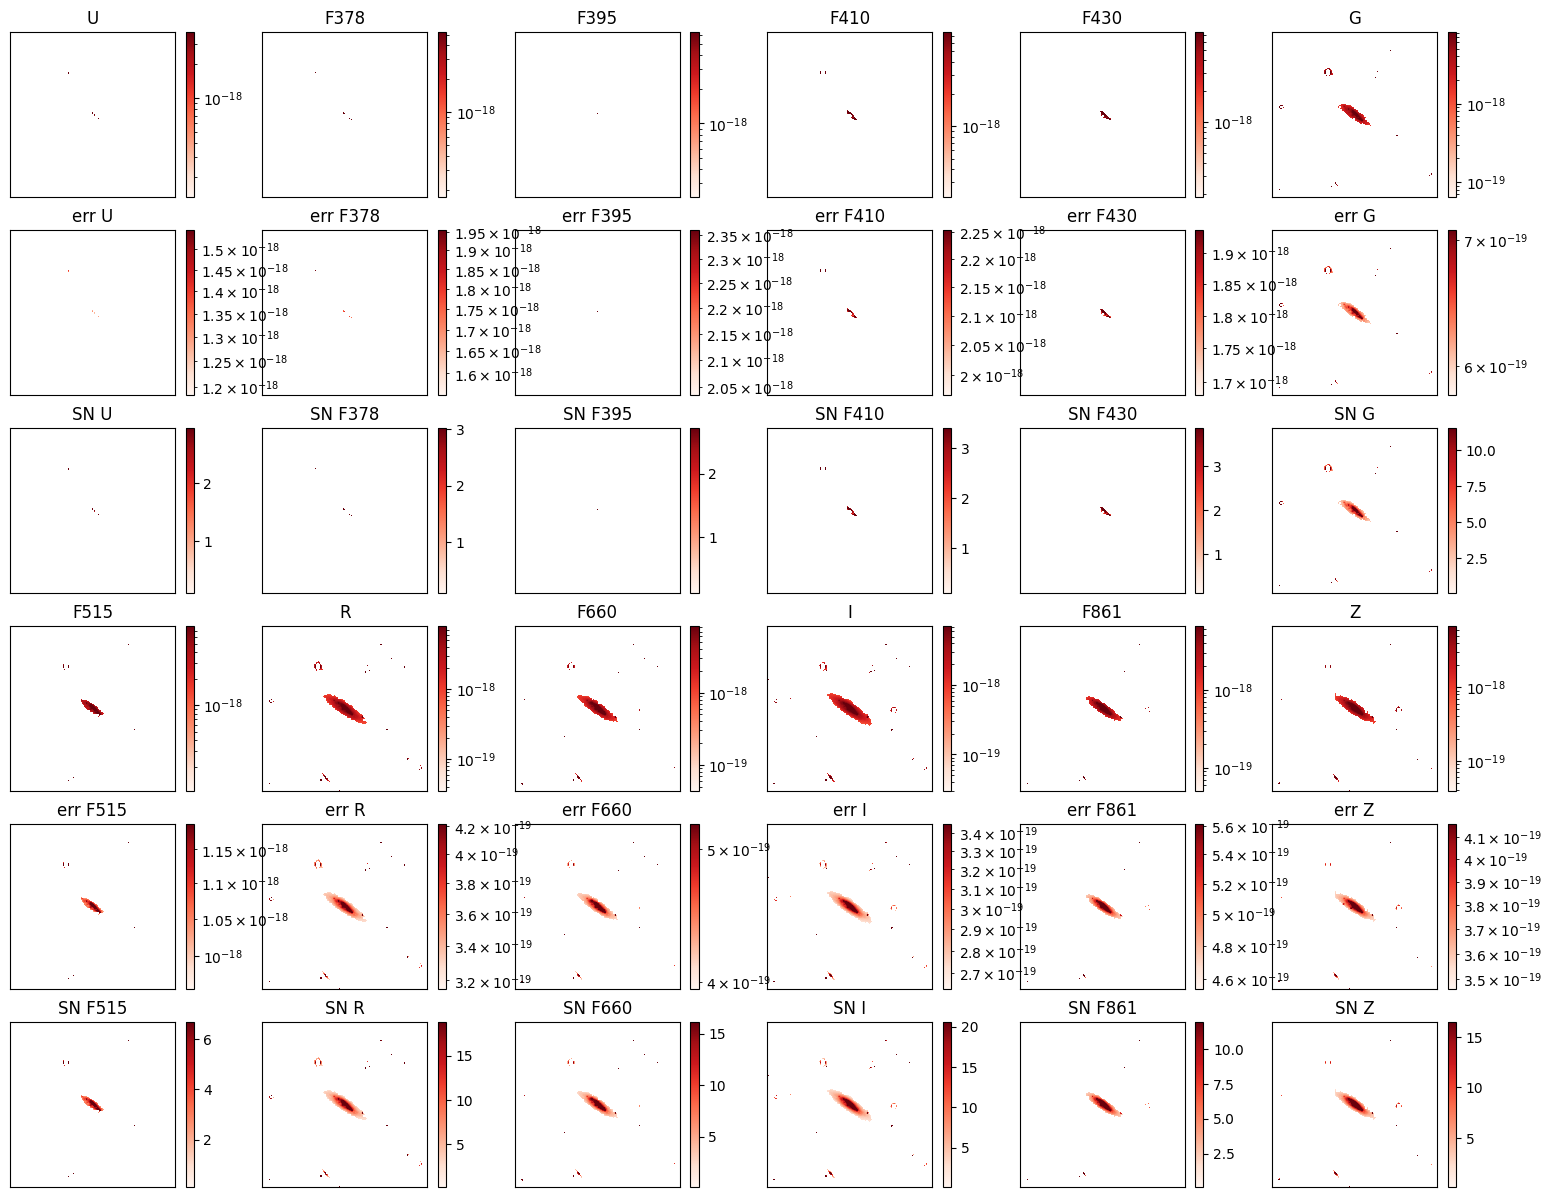 U F378 F395 F410 F430 G
10⁻¹⁸ 10⁻¹⁸ 10⁻¹⁸ 10⁻¹⁸ 10⁻¹⁸ 10⁻¹⁸
10⁻¹⁹
err U err F378 err F395 err F410 err F430 err G
1.5 × 10⁻¹⁸ 1.45 × 10⁻¹⁸ 1.4 × 10⁻¹⁸ 1.35 × 10⁻¹⁸ 1.3 × 10⁻¹⁸ 1.25 × 10⁻¹⁸ 1.2 × 10⁻¹⁸
1.95 × 10⁻¹⁸ 1.9 × 10⁻¹⁸ 1.85 × 10⁻¹⁸ 1.8 × 10⁻¹⁸ 1.75 × 10⁻¹⁸ 1.7 × 10⁻¹⁸ 1.65 × 10⁻¹⁸ 1.6 × 10⁻¹⁸
2.35 × 10⁻¹⁸ 2.3 × 10⁻¹⁸ 2.25 × 10⁻¹⁸ 2.2 × 10⁻¹⁸ 2.15 × 10⁻¹⁸ 2.1 × 10⁻¹⁸ 2.05 × 10⁻¹⁸
2.25 × 10⁻¹⁸ 2.2 × 10⁻¹⁸ 2.15 × 10⁻¹⁸ 2.1 × 10⁻¹⁸ 2.05 × 10⁻¹⁸ 2 × 10⁻¹⁸
1.9 × 10⁻¹⁸ 1.85 × 10⁻¹⁸ 1.8 × 10⁻¹⁸ 1.75 × 10⁻¹⁸ 1.7 × 10⁻¹⁸
7 × 10⁻¹⁹ 6 × 10⁻¹⁹
SN U SN F378 SN F395 SN F410 SN F430 SN G
2 1
3 2 1
2 1
3 2 1
3 2 1
10.0 7.5 5.0 2.5
F515 R F660 I F861 Z
10⁻¹⁸ 10⁻¹⁸ 10⁻¹⁸ 10⁻¹⁸ 10⁻¹⁸ 10⁻¹⁸
10⁻¹⁹ 10⁻¹⁹ 10⁻¹⁹ 10⁻¹⁹ 10⁻¹⁹
err F515 err R err F660 err I err F861 err Z
1.15 × 10⁻¹⁸ 1.1 × 10⁻¹⁸ 1.05 × 10⁻¹⁸ 10⁻¹⁸
4.2 × 10⁻¹⁹ 4 × 10⁻¹⁹ 3.8 × 10⁻¹⁹ 3.6 × 10⁻¹⁹ 3.4 × 10⁻¹⁹ 3.2 × 10⁻¹⁹
5 × 10⁻¹⁹ 4 × 10⁻¹⁹
3.4 × 10⁻¹⁹ 3.3 × 10⁻¹⁹ 3.2 × 10⁻¹⁹ 3.1 × 10⁻¹⁹ 3 × 10⁻¹⁹ 2.9 × 10⁻¹⁹ 2.8 × 10⁻¹⁹ 2.7 × 10⁻¹⁹
5.6 × 10⁻¹⁹ 5.4 × 10⁻¹⁹ 5.2 × 10⁻¹⁹ 5 × 10⁻¹⁹ 4.8 × 10⁻¹⁹ 4.6 × 10⁻¹⁹
4.1 × 10⁻¹⁹ 4 × 10⁻¹⁹ 3.9 × 10⁻¹⁹ 3.8 × 10⁻¹⁹ 3.7 × 10⁻¹⁹ 3.6 × 10⁻¹⁹ 3.5 × 10⁻¹⁹
SN F515 SN R SN F660 SN I SN F861 SN Z
6 4 2
15 10 5
15 10 5
20 15 10 5
10.0 7.5 5.0 2.5
15 10 5